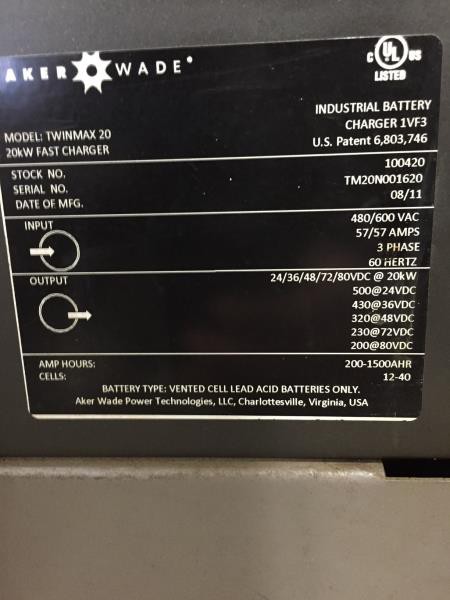 AKER WADE®
C UL US
LISTED
INDUSTRIAL BATTERY
CHARGER 1VF3
MODEL: TWINMAX 20
20kW FAST CHARGER
U.S. Patent 6,803,746
STOCK NO. 100420
SERIAL NO. TM20N001620
DATE OF MFG. 08/11
INPUT 480/600 VAC
57/57 AMPS
3 PHASE
60 HERTZ
OUTPUT 24/36/48/72/80VDC @ 20kW
500@24VDC
430@36VDC
320@48VDC
230@72VDC
200@80VDC
AMP HOURS: 200-1500AHR
CELLS: 12-40
BATTERY TYPE: VENTED CELL LEAD ACID BATTERIES ONLY.
Aker Wade Power Technologies, LLC, Charlottesville, Virginia, USA